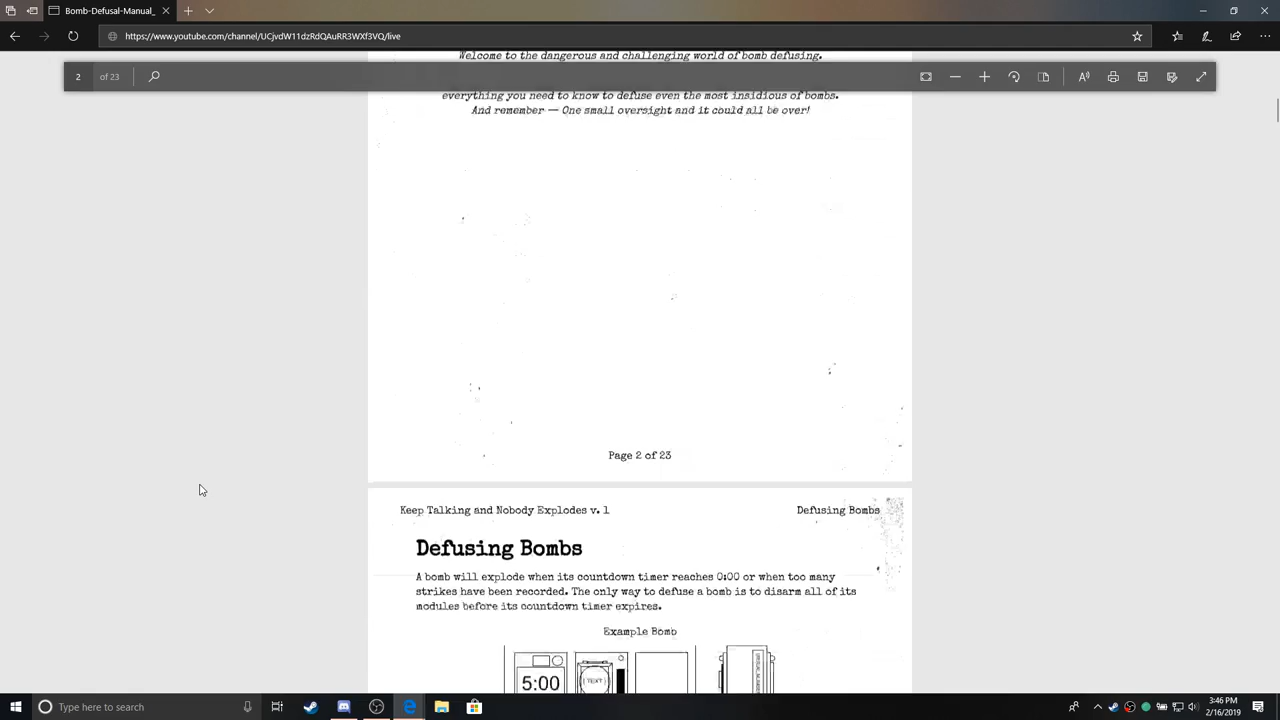 Bomb-Defusal-Manual_
https://www.youtube.com/channel/UCjvdW11dzRdQAuRR3WXf3VQ/live
Welcome to the dangerous and challenging world of bomb defusing.
2 of 23
everything you need to know to defuse even the most insidious of bombs.
And remember — One small oversight and it could all be over!
Page 2 of 23
Keep Talking and Nobody Explodes v. 1
Defusing Bombs
Defusing Bombs
A bomb will explode when its countdown timer reaches 0:00 or when too many
strikes have been recorded. The only way to defuse a bomb is to disarm all of its
modules before its countdown timer expires.
Example Bomb
5:00
(TEXT)
Type here to search
3:46 PM
2/16/2019